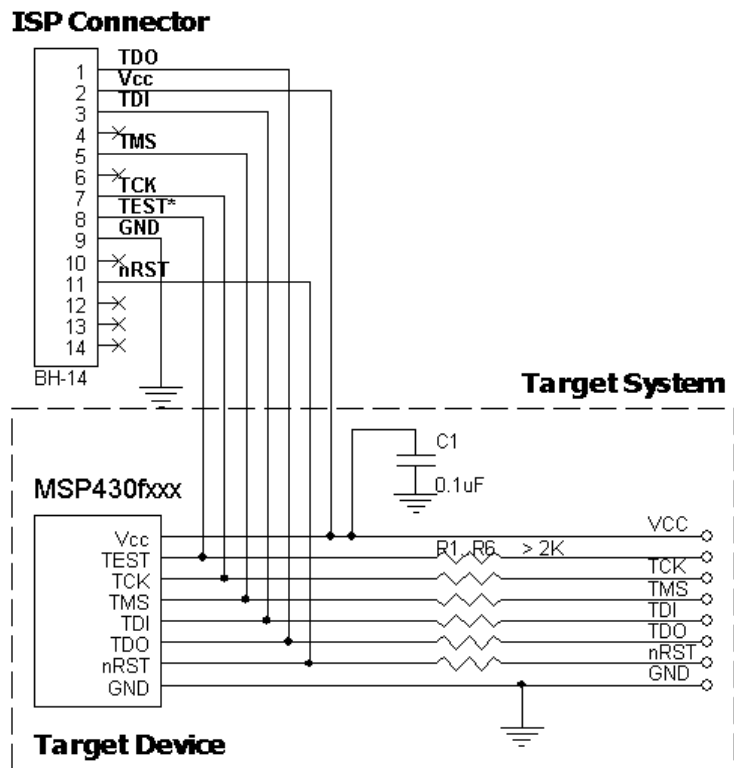 ISP Connector
1 TDO
2 Vcc
3 TDI
4
5 TMS
6
7 TCK
8 TEST*
9 GND
10
11 nRST
12
13
14
BH-14
Target System
C1
0.1uF
MSP430fxxx
Vcc VCC
TEST R1..R6 > 2K
TCK TCK
TMS TMS
TDI TDI
TDO TDO
nRST nRST
GND GND
Target Device